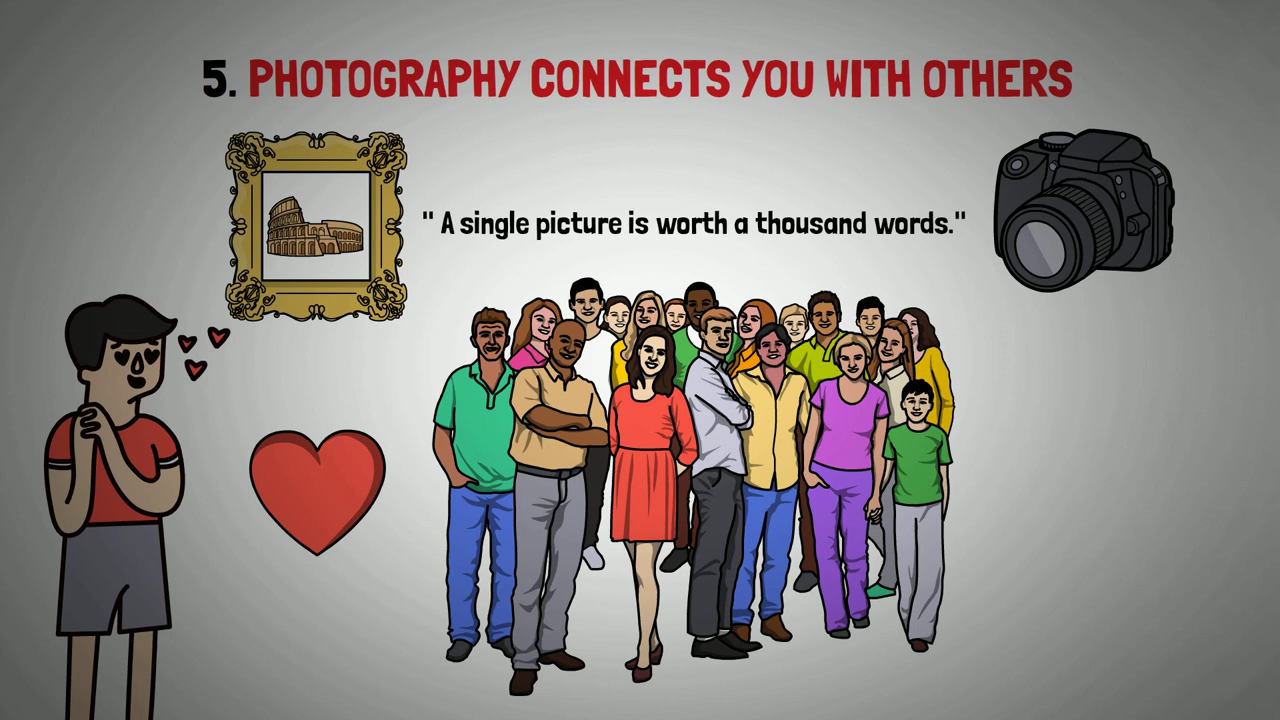 5. PHOTOGRAPHY CONNECTS YOU WITH OTHERS
" A single picture is worth a thousand words."